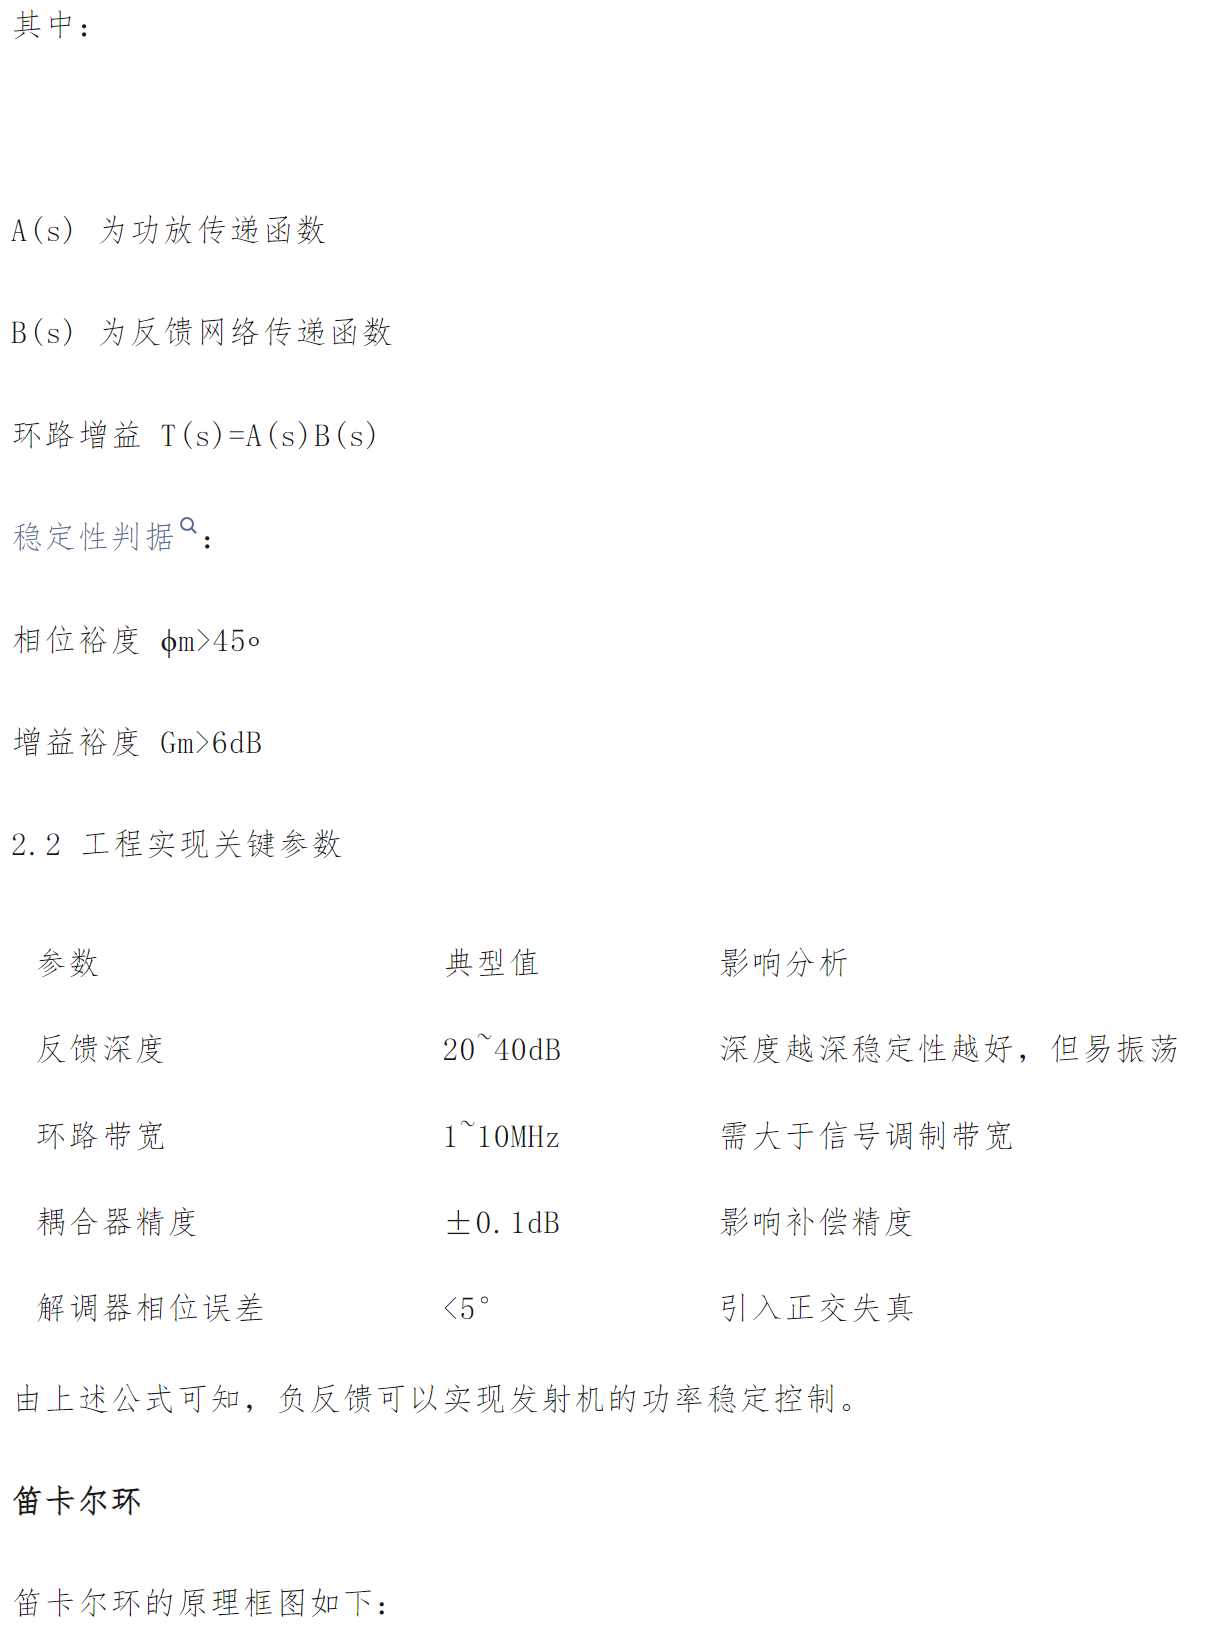 其中：
A(s) 为功放传递函数
B(s) 为反馈网络传递函数
环路增益 T(s)=A(s)B(s)
稳定性判据：
相位裕度 ϕm>45∘
增益裕度 Gm>6dB
2.2 工程实现关键参数
参数 典型值 影响分析
反馈深度 20~40dB 深度越深稳定性越好，但易振荡
环路带宽 1~10MHz 需大于信号调制带宽
耦合器精度 ±0.1dB 影响补偿精度
解调器相位误差 <5° 引入正交失真
由上述公式可知，负反馈可以实现发射机的功率稳定控制。
笛卡尔环
笛卡尔环的原理框图如下：